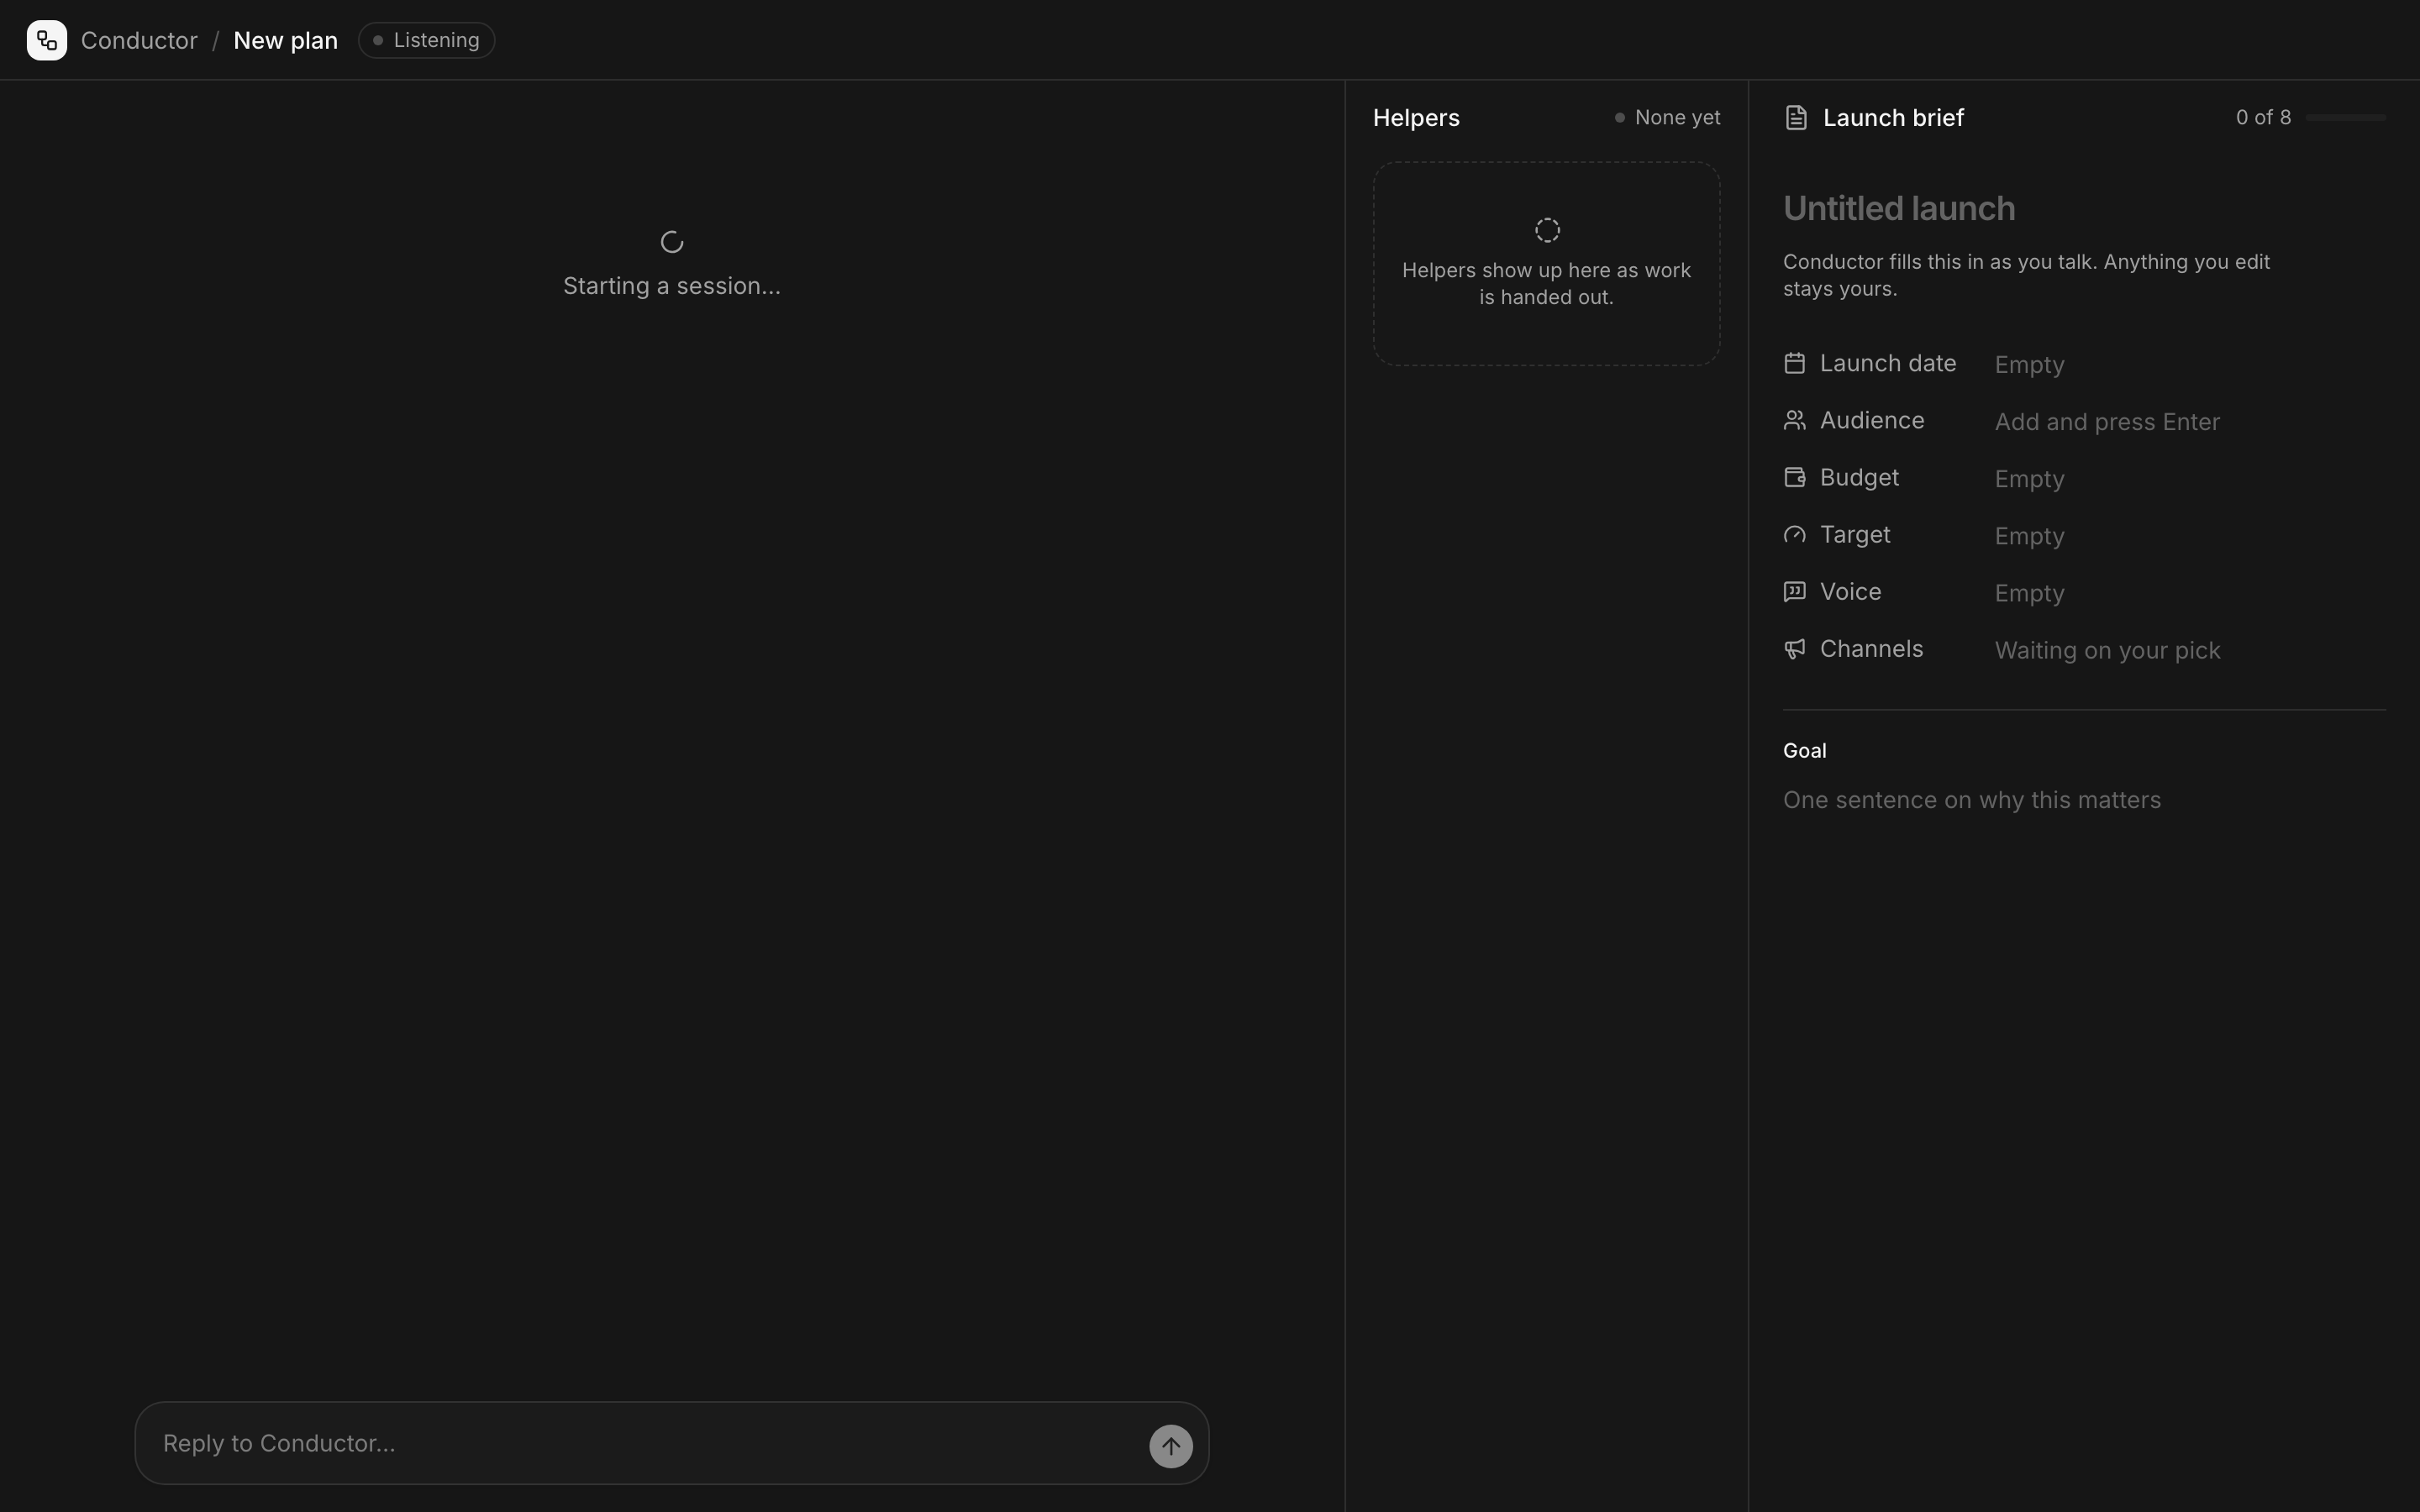 Conductor / New plan Listening
Starting a session...
Reply to Conductor...
Helpers None yet
Helpers show up here as work
is handed out.
Launch brief 0 of 8
Untitled launch
Conductor fills this in as you talk. Anything you edit
stays yours.
Launch date Empty
Audience Add and press Enter
Budget Empty
Target Empty
Voice Empty
Channels Waiting on your pick
Goal
One sentence on why this matters